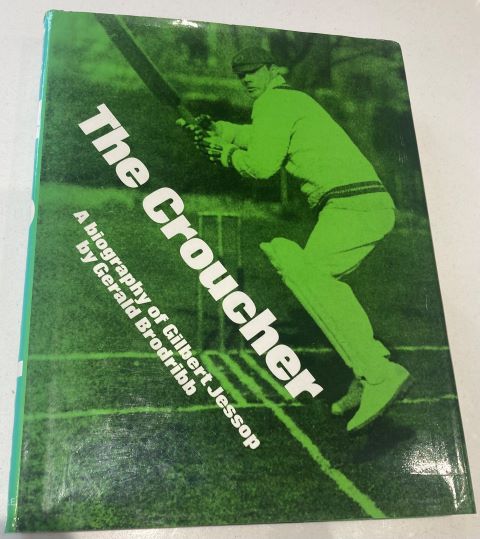 The Croucher
A biography of Gilbert Jessop
by Gerald Brodribb